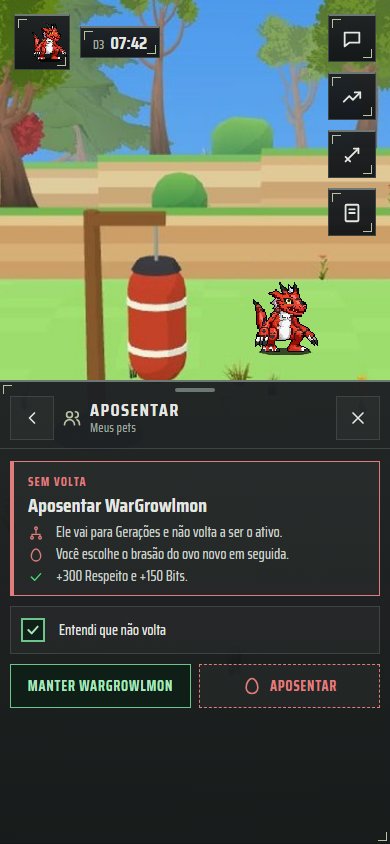 D3 07:42
APOSENTAR
Meus pets
SEM VOLTA
Aposentar WarGrowlmon
Ele vai para Gerações e não volta a ser o ativo.
Você escolhe o brasão do ovo novo em seguida.
+300 Respeito e +150 Bits.
Entendi que não volta
MANTER WARGROWLMON
APOSENTAR